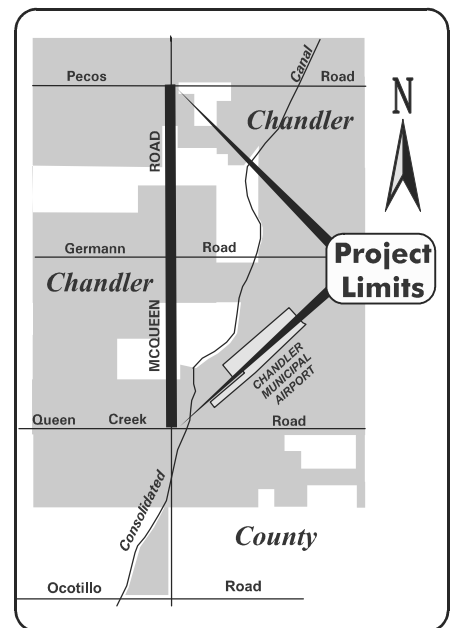 Canal
Pecos Road
Chandler
N
ROAD
Project
Limits
Germann Road
Chandler
MCQUEEN
CHANDLER
MUNICIPAL
AIRPORT
Queen Creek Road
Consolidated
County
Ocotillo Road